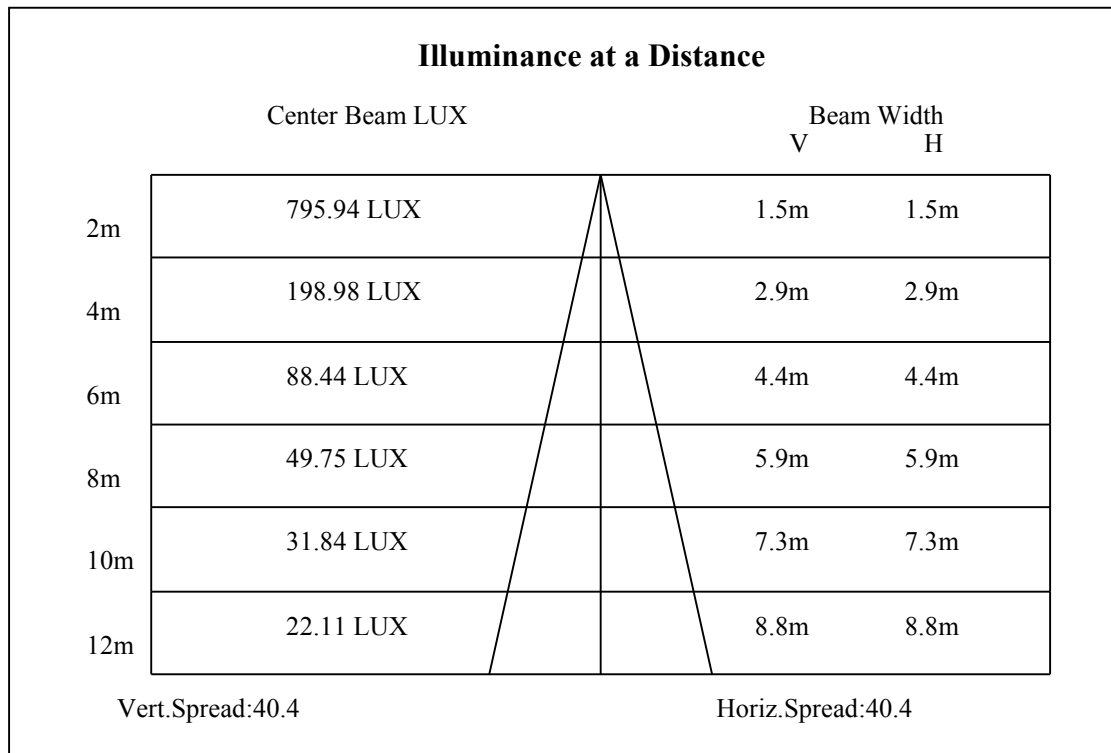 Illuminance at a Distance
Center Beam LUX Beam Width
V H
2m 795.94 LUX 1.5m 1.5m
4m 198.98 LUX 2.9m 2.9m
6m 88.44 LUX 4.4m 4.4m
8m 49.75 LUX 5.9m 5.9m
10m 31.84 LUX 7.3m 7.3m
12m 22.11 LUX 8.8m 8.8m
Vert.Spread:40.4 Horiz.Spread:40.4